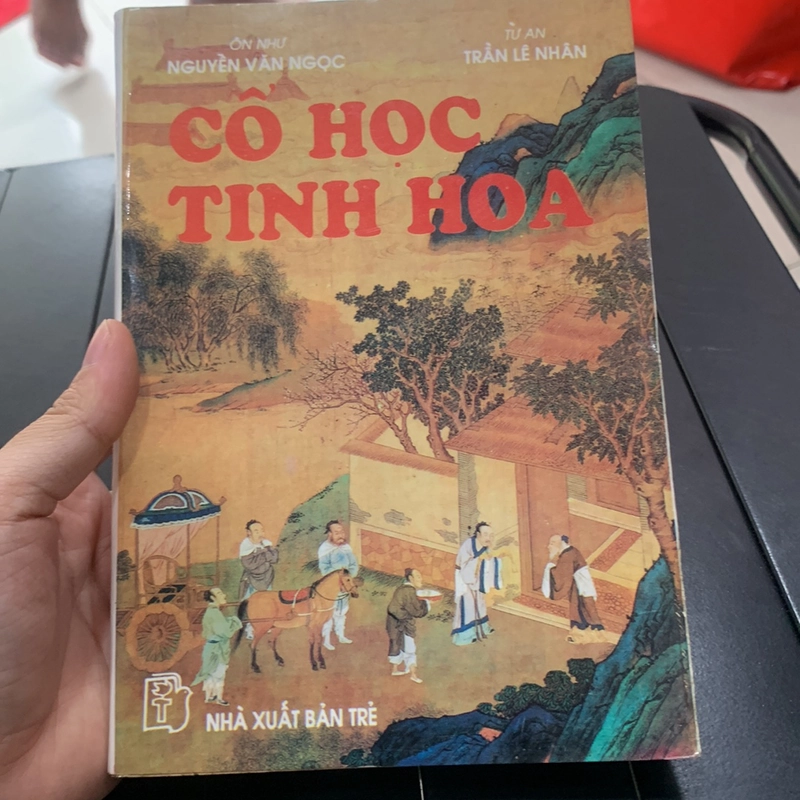 ÔN NHƯ
NGUYỄN VĂN NGỌC
TỪ AN
TRẦN LÊ NHÂN
CỔ HỌC
TINH HOA
T
NHÀ XUẤT BẢN TRẺ